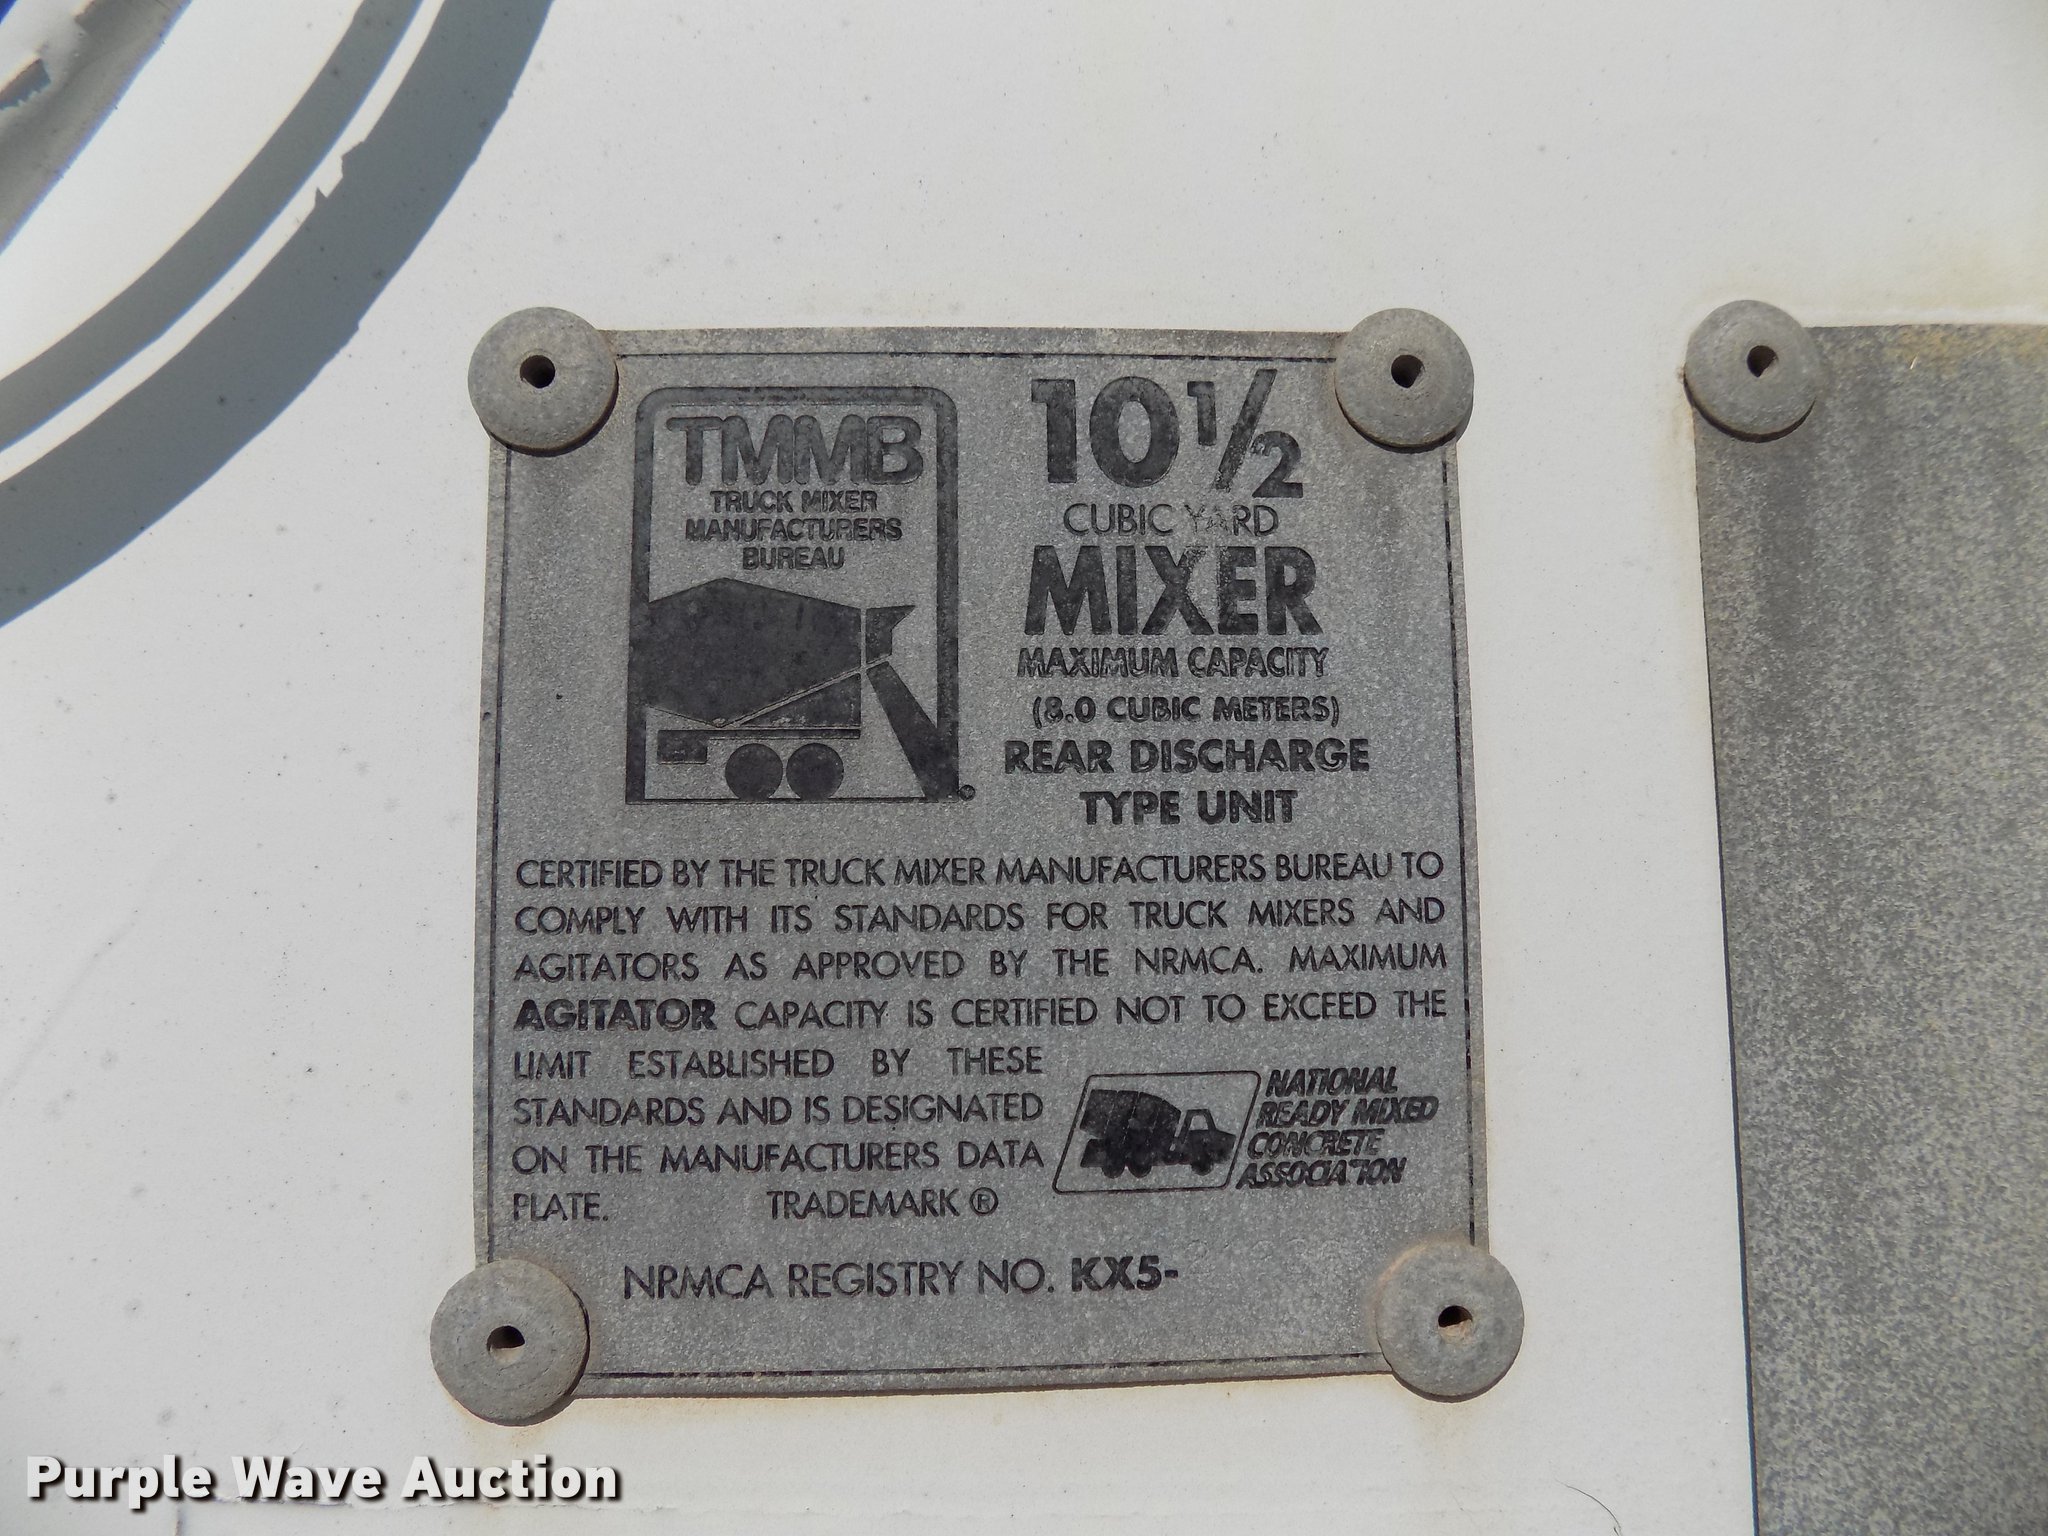 TMMB
TRUCK MIXER
MANUFACTURERS
BUREAU
10 1/2
CUBIC YARD
MIXER
MAXIMUM CAPACITY
(8.0 CUBIC METERS)
REAR DISCHARGE
TYPE UNIT
CERTIFIED BY THE TRUCK MIXER MANUFACTURERS BUREAU TO
COMPLY WITH ITS STANDARDS FOR TRUCK MIXERS AND
AGITATORS AS APPROVED BY THE NRMCA. MAXIMUM
AGITATOR CAPACITY IS CERTIFIED NOT TO EXCEED THE
LIMIT ESTABLISHED BY THESE
STANDARDS AND IS DESIGNATED
ON THE MANUFACTURERS DATA
PLATE. TRADEMARK ®
NATIONAL
READY MIXED
CONCRETE
ASSOCIATION
NRMCA REGISTRY NO. KX5-
Purple Wave Auction